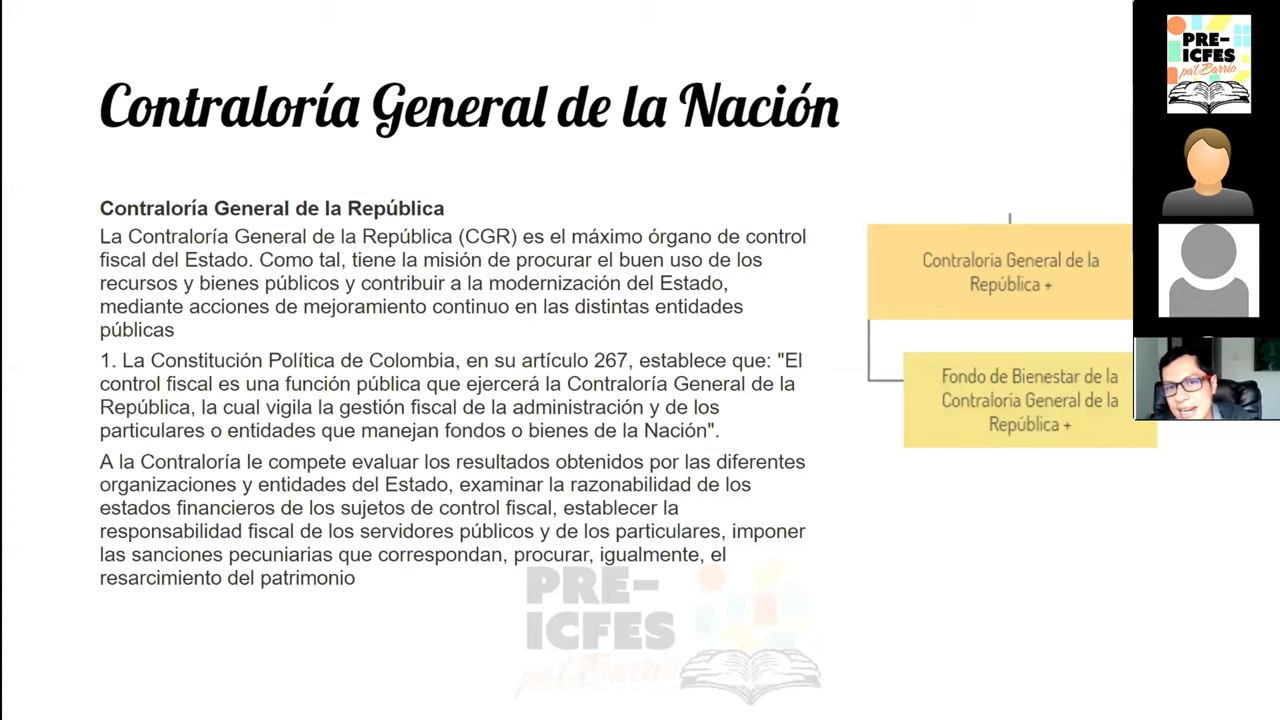 Contraloría General de la Nación
Contraloría General de la República
La Contraloría General de la República (CGR) es el máximo órgano de control
fiscal del Estado. Como tal, tiene la misión de procurar el buen uso de los
recursos y bienes públicos y contribuir a la modernización del Estado,
mediante acciones de mejoramiento continuo en las distintas entidades
públicas
1. La Constitución Política de Colombia, en su artículo 267, establece que: "El
control fiscal es una función pública que ejercerá la Contraloría General de la
República, la cual vigila la gestión fiscal de la administración y de los
particulares o entidades que manejan fondos o bienes de la Nación".
A la Contraloría le compete evaluar los resultados obtenidos por las diferentes
organizaciones y entidades del Estado, examinar la razonabilidad de los
estados financieros de los sujetos de control fiscal, establecer la
responsabilidad fiscal de los servidores públicos y de los particulares, imponer
las sanciones pecuniarias que correspondan, procurar, igualmente, el
resarcimiento del patrimonio
Contraloría General de la
República +
Fondo de Bienestar de la
Contraloría General de la
República +
PRE-
ICFES
pa'l Barrio
PRE-
ICFES
pa'l Barrio